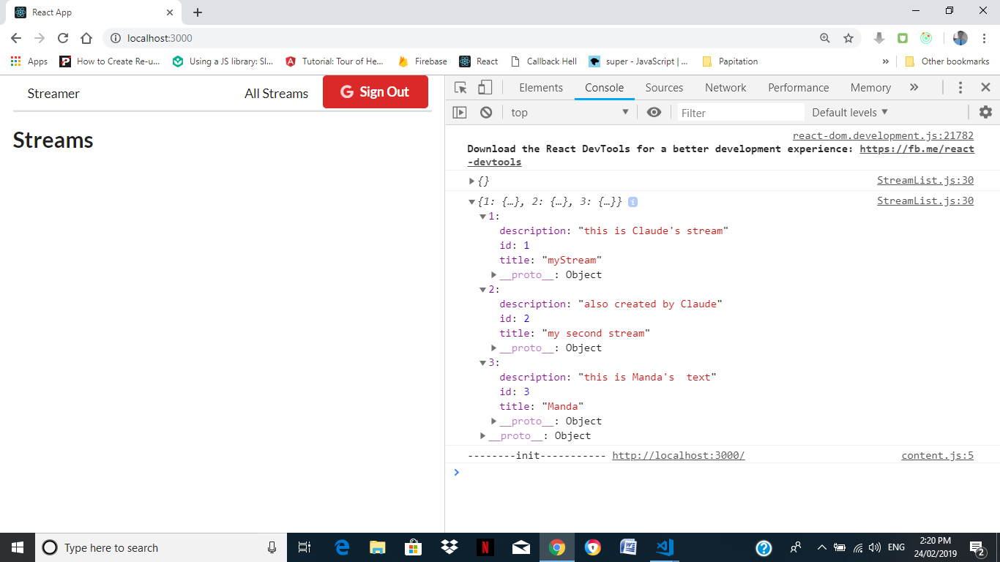 React App
localhost:3000
Apps
How to Create Re-u...
Using a JS library: Sl...
Tutorial: Tour of He...
Firebase
React
Callback Hell
super - JavaScript | ...
Papitation
»
Other bookmarks
Streamer
All Streams
G Sign Out
Streams
Elements
Console
Sources
Network
Performance
Memory
»
top
Filter
Default levels
react-dom.development.js:21782
Download the React DevTools for a better development experience: https://fb.me/react
-devtools
{} StreamList.js:30
{1: {…}, 2: {…}, 3: {…}} i StreamList.js:30
1:
description: "this is Claude's stream"
id: 1
title: "myStream"
__proto__: Object
2:
description: "also created by Claude"
id: 2
title: "my second stream"
__proto__: Object
3:
description: "this is Manda's  text"
id: 3
title: "Manda"
__proto__: Object
__proto__: Object
--------init----------- http://localhost:3000/ content.js:5
Type here to search
ENG
2:20 PM
24/02/2019
2